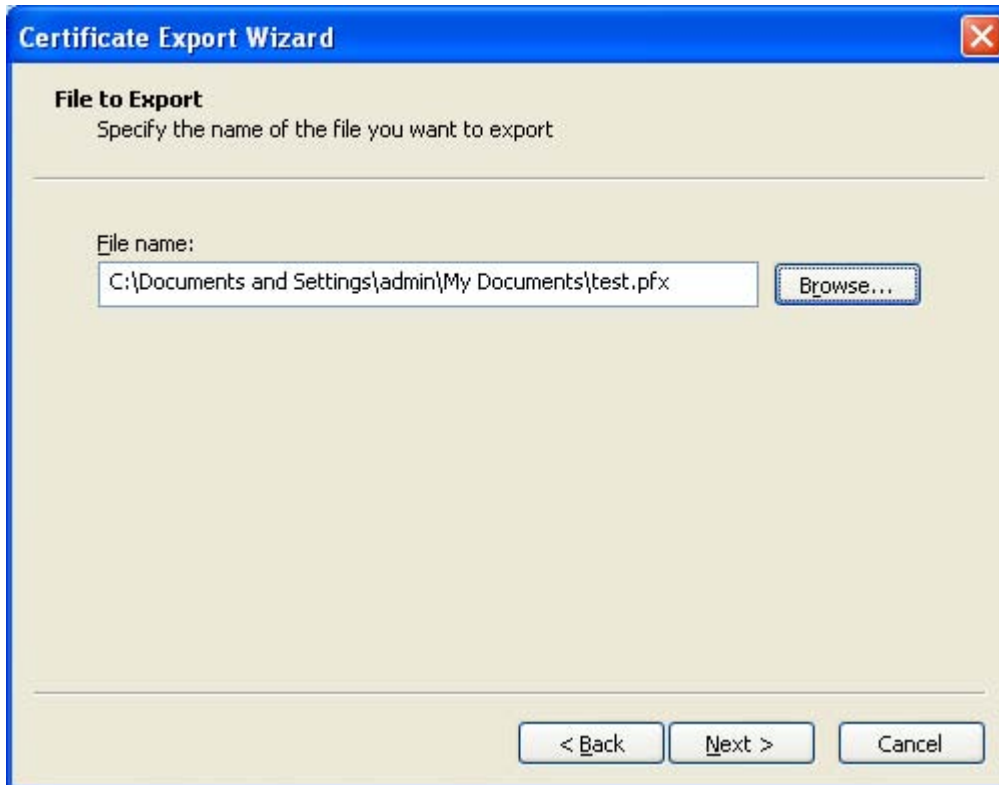 Certificate Export Wizard
File to Export
Specify the name of the file you want to export
File name:
C:\Documents and Settings\admin\My Documents\test.pfx
Browse...
< Back
Next >
Cancel